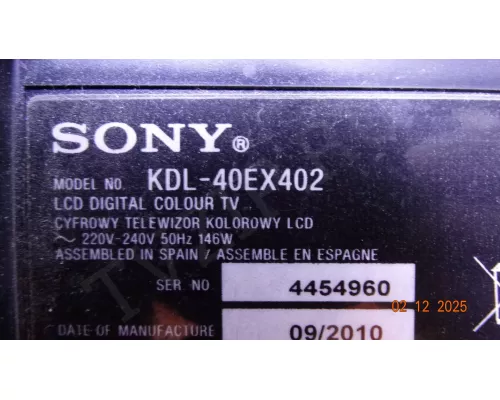 SONY®
MODEL NO. KDL-40EX402
LCD DIGITAL COLOUR TV
CYFROWY TELEWIZOR KOLOROWY LCD
~ 220V-240V 50Hz 146W
ASSEMBLED IN SPAIN / ASSEMBLE EN ESPAGNE
SER NO 4454960
02 12 2025
DATE OF MANUFACTURE 09/2010